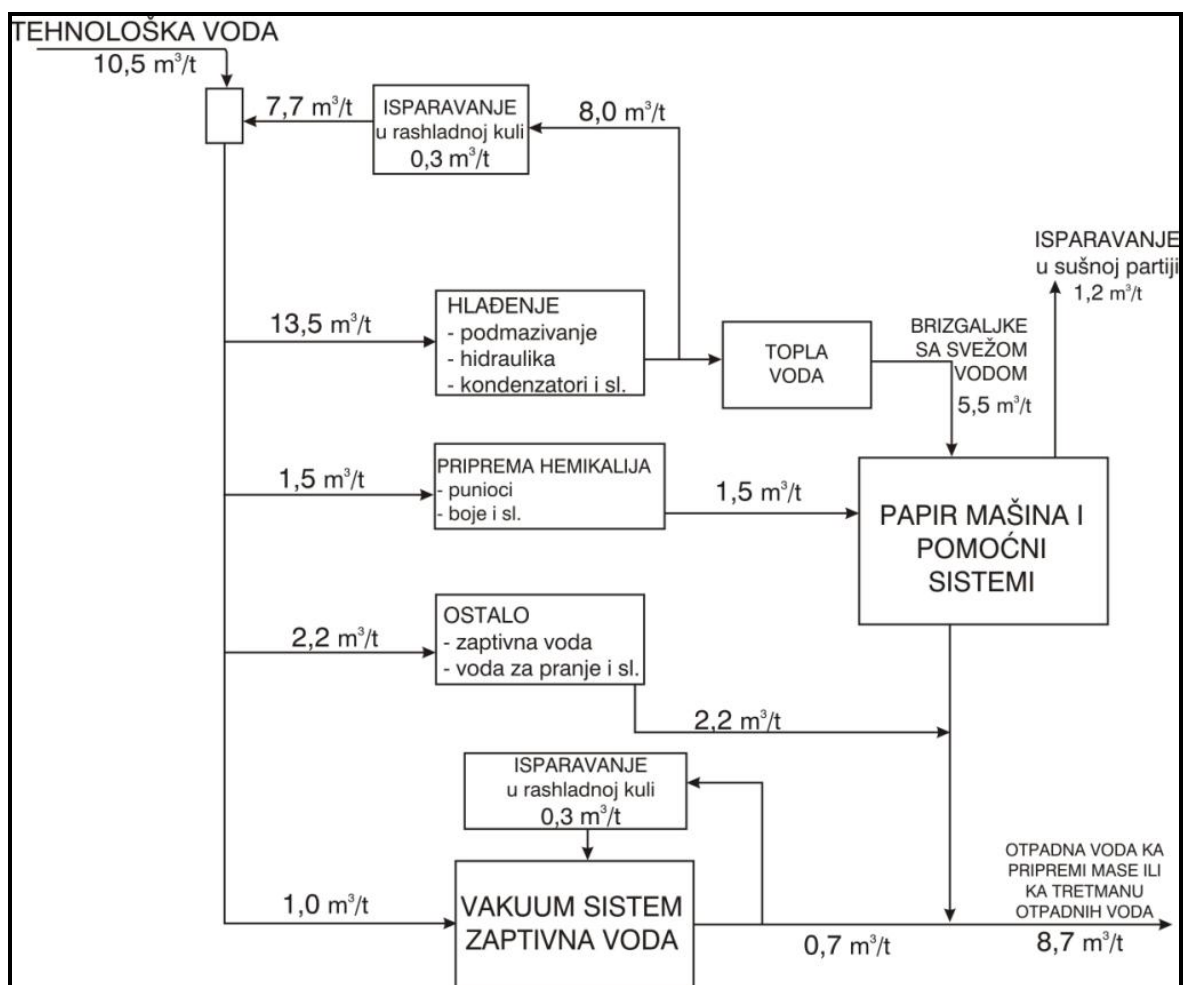 TEHNOLOŠKA VODA
10,5 m³/t
7,7 m³/t
ISPARAVANJE
u rashladnoj kuli
0,3 m³/t
8,0 m³/t
ISPARAVANJE
u sušnoj partiji
1,2 m³/t
13,5 m³/t
HLAĐENJE
- podmazivanje
- hidraulika
- kondenzatori i sl.
TOPLA
VODA
BRIZGALJKE
SA SVEŽOM
VODOM
5,5 m³/t
1,5 m³/t
PRIPREMA HEMIKALIJA
- punioci
- boje i sl.
1,5 m³/t
PAPIR MAŠINA I
POMOĆNI
SISTEMI
2,2 m³/t
OSTALO
- zaptivna voda
- voda za pranje i sl.
2,2 m³/t
ISPARAVANJE
u rashladnoj kuli
0,3 m³/t
1,0 m³/t
VAKUUM SISTEM
ZAPTIVNA VODA
0,7 m³/t
OTPADNA VODA KA
PRIPREMI MASE ILI
KA TRETMANU
OTPADNIH VODA
8,7 m³/t